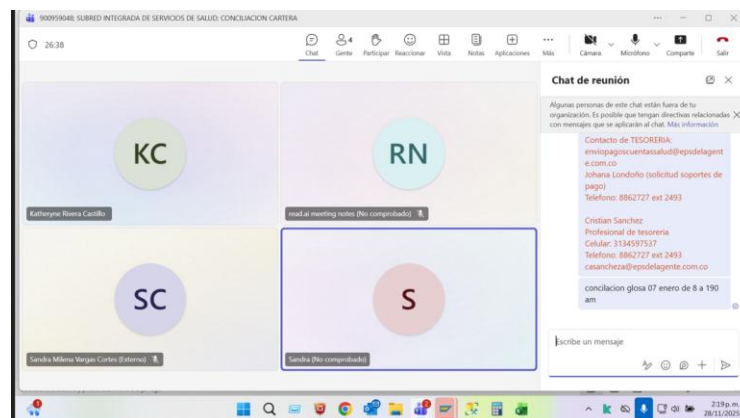 900959048; SUBRED INTEGRADA DE SERVICIOS DE SALUD; CONCILIACION CARTERA
26:38
Chat
Gente
Participar
Reaccionar
Vista
Notas
Aplicaciones
Más
Cámara
Micrófono
Comparte
Salir
4
KC
Katheryne Rivera Castillo
RN
read.ai meeting notes (No comprobado)
SC
Sandra Milena Vargas Cortes (Externo)
S
Sandra (No comprobado)
Chat de reunión
Algunas personas de este chat están fuera de tu
organización. Es posible que tengan directivas relacionadas
con mensajes que se aplicarán al chat. Más información
Contacto de TESORERIA:
enviopagoscuentassalud@epsdelagent
e.com.co
Johana Londoño (solicitud soportes de
pago)
Telefono: 8862727 ext 2493
Cristian Sanchez
Profesional de tesoreria
Celular: 3134597537
Telefono: 8862727 ext 2493
casancheza@epsdelagente.com.co
concilacion glosa 07 enero de 8 a 190
am
Escribe un mensaje
2:19 p.m.